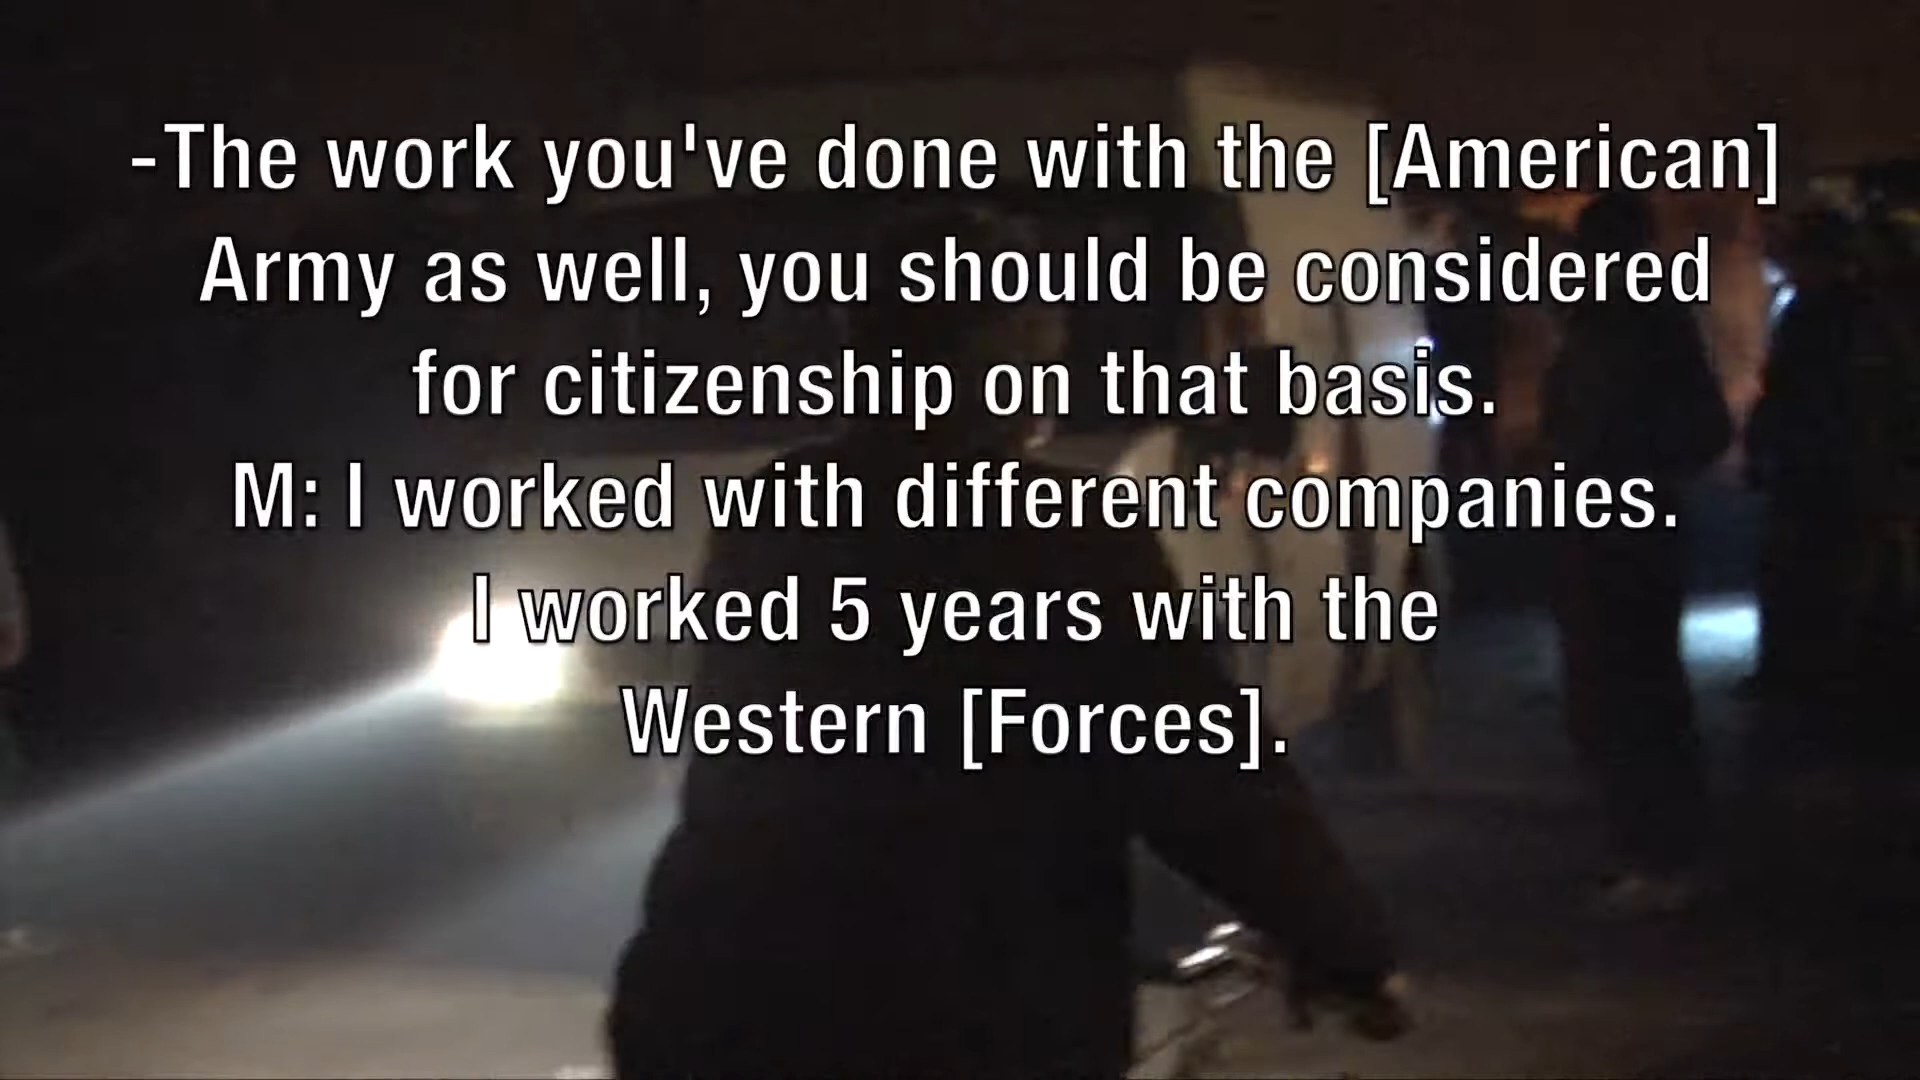 -The work you've done with the [American]
Army as well, you should be considered
for citizenship on that basis.
M: I worked with different companies.
I worked 5 years with the
Western [Forces].